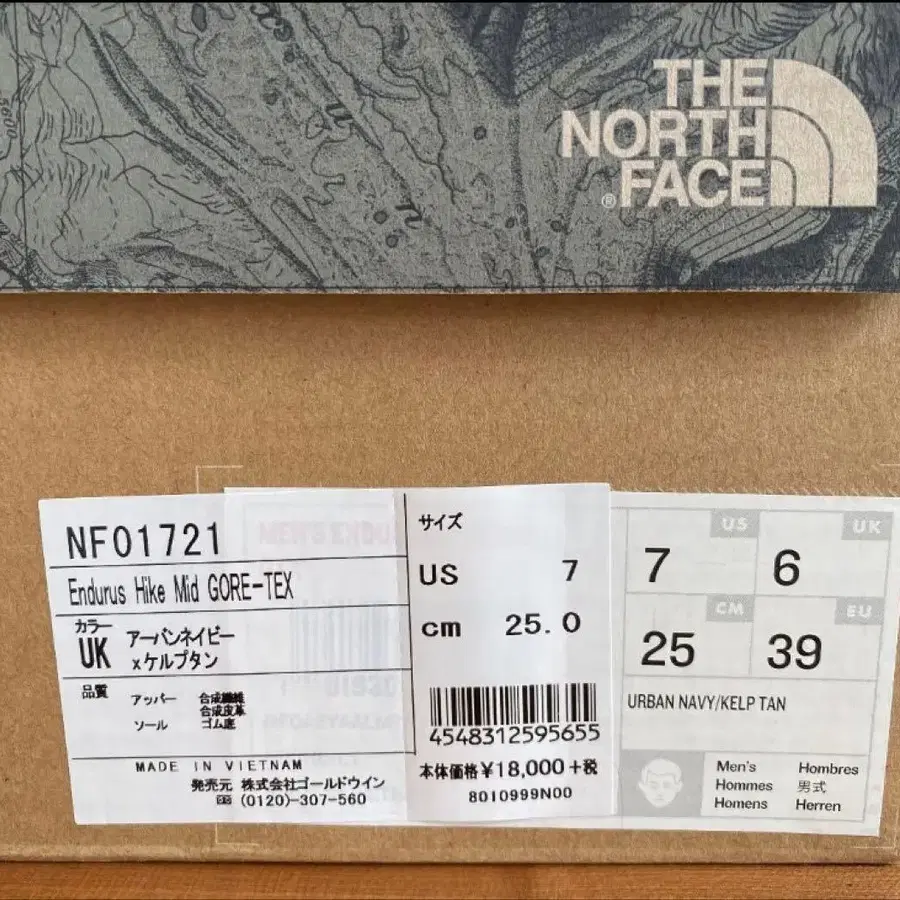 THE
NORTH
FACE
®
5800
NF01721
Endurus Hike Mid GORE-TEX
カラー
UK
アーバンネイビー
xケルプタン
品質
アッパー 合成繊維
合成皮革
ソール ゴム底
MADE IN VIETNAM
発売元 株式会社ゴールドウイン
(0120)-307-560
サイズ
US 7
cm 25.0
4548312595655
本体価格¥18,000+税
8010999N00
US UK
7 6
CM EU
25 39
URBAN NAVY/KELP TAN
Men's Hombres
Hommes 男式
Homens Herren